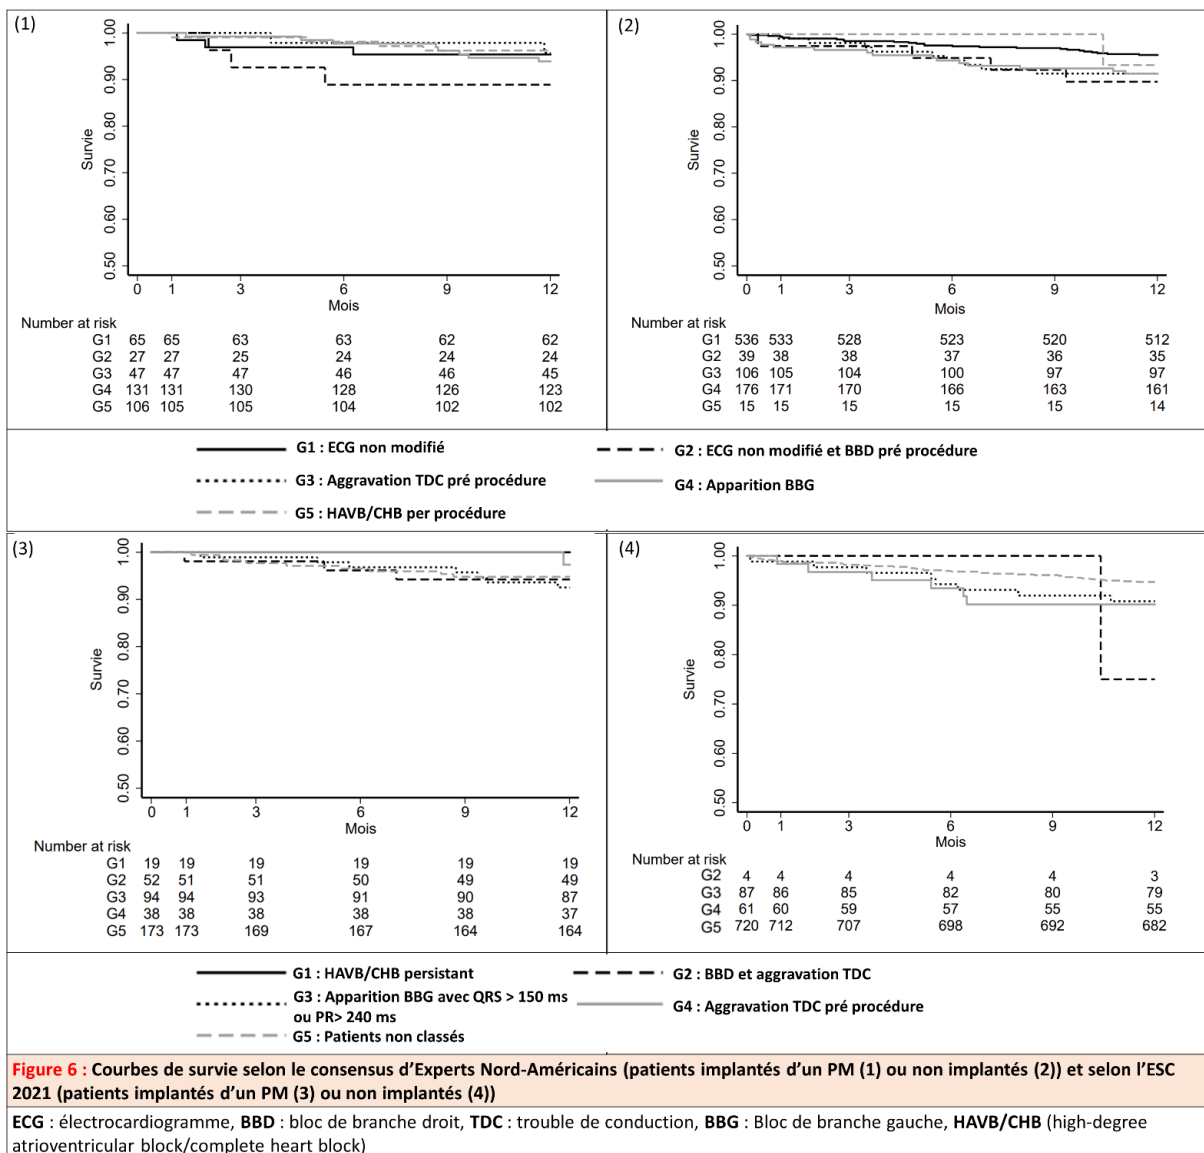 (1)
1.00
0.90
0.80
0.70
0.60
0.50
Survie
0 1 3 6 9 12
Mois
Number at risk
G1 65 65 63 63 62 62
G2 27 27 25 24 24 24
G3 47 47 47 46 46 45
G4 131 131 130 128 126 123
G5 106 105 105 104 102 102
(2)
1.00
0.90
0.80
0.70
0.60
0.50
Survie
0 1 3 6 9 12
Mois
Number at risk
G1 536 533 528 523 520 512
G2 39 38 38 37 36 35
G3 106 105 104 100 97 97
G4 176 171 170 166 163 161
G5 15 15 15 15 15 14
G1 : ECG non modifié
G2 : ECG non modifié et BBD pré procédure
G3 : Aggravation TDC pré procédure
G4 : Apparition BBG
G5 : HAVB/CHB per procédure
(3)
1.00
0.90
0.80
0.70
0.60
0.50
Survie
0 1 3 6 9 12
Mois
Number at risk
G1 19 19 19 19 19 19
G2 52 51 51 50 49 49
G3 94 94 93 91 90 87
G4 38 38 38 38 38 37
G5 173 173 169 167 164 164
(4)
1.00
0.90
0.80
0.70
0.60
0.50
Survie
0 1 3 6 9 12
Mois
Number at risk
G2 4 4 4 4 4 3
G3 87 86 85 82 80 79
G4 61 60 59 57 55 55
G5 720 712 707 698 692 682
G1 : HAVB/CHB persistant
G2 : BBD et aggravation TDC
G3 : Apparition BBG avec QRS > 150 ms
ou PR> 240 ms
G4 : Aggravation TDC pré procédure
G5 : Patients non classés
Figure 6 : Courbes de survie selon le consensus d’Experts Nord-Américains (patients implantés d’un PM (1) ou non implantés (2)) et selon l’ESC
2021 (patients implantés d’un PM (3) ou non implantés (4))
ECG : électrocardiogramme, BBD : bloc de branche droit, TDC : trouble de conduction, BBG : Bloc de branche gauche, HAVB/CHB (high-degree
atrioventricular block/complete heart block)